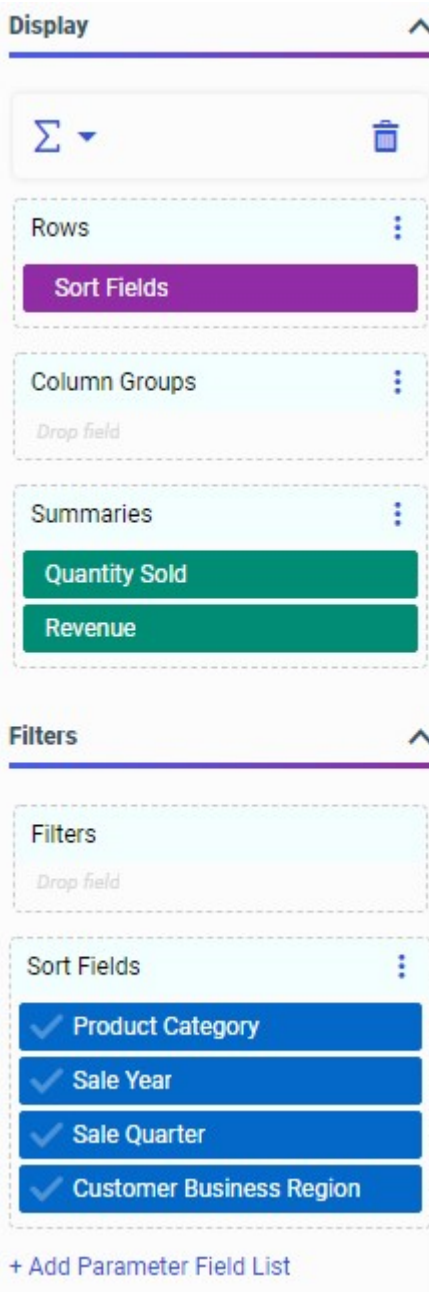 Display
Σ
Rows
Sort Fields
Column Groups
Drop field
Summaries
Quantity Sold
Revenue
Filters
Filters
Drop field
Sort Fields
Product Category
Sale Year
Sale Quarter
Customer Business Region
+ Add Parameter Field List